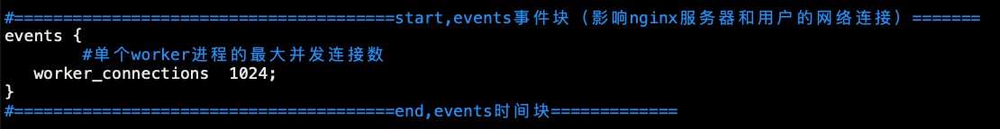 #=======================================start,events事件块（影响nginx服务器和用户的网络连接）=======
events {
#单个worker进程的最大并发连接数
worker_connections  1024;
}
#=======================================end,events时间块=============